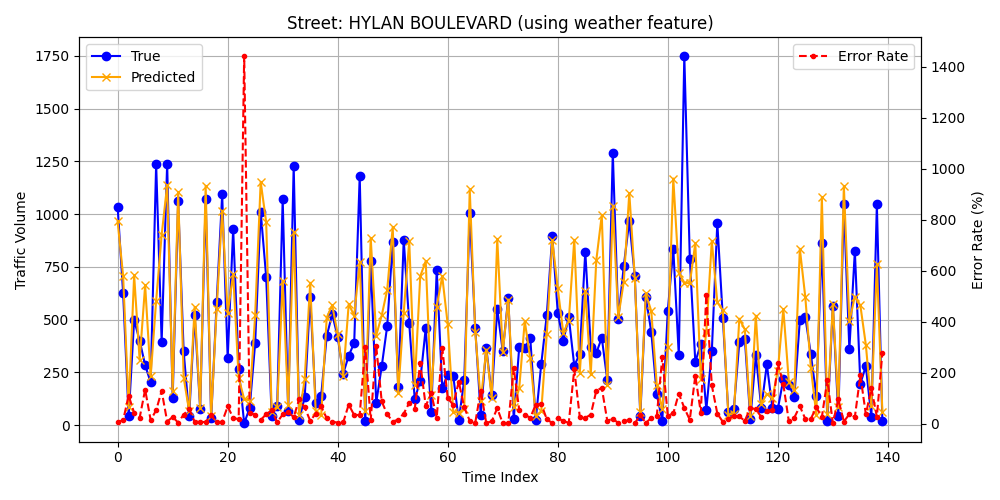 Street: HYLAN BOULEVARD (using weather feature)
True
Predicted
Error Rate
Traffic Volume
1750
1500
1250
1000
750
500
250
0
1400
1200
1000
800
600
400
200
0
Error Rate (%)
0 20 40 60 80 100 120 140
Time Index